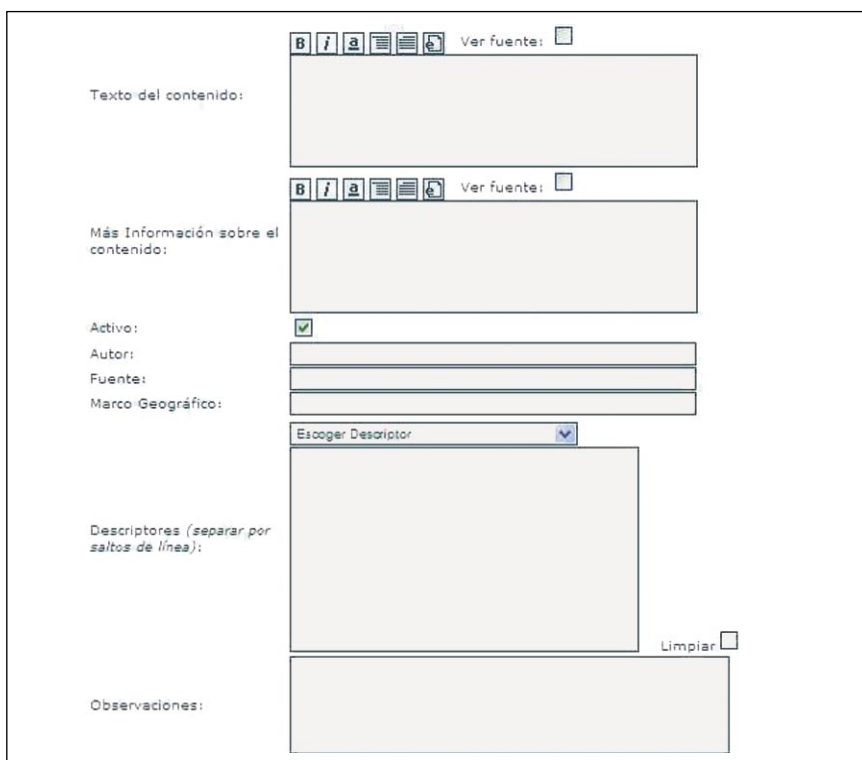 B i a Ver fuente:
Texto del contenido:
B i a Ver fuente:
Más Información sobre el
contenido:
Activo:
Autor:
Fuente:
Marco Geográfico:
Escoger Descriptor
Descriptores (separar por
saltos de línea):
Limpiar
Observaciones: